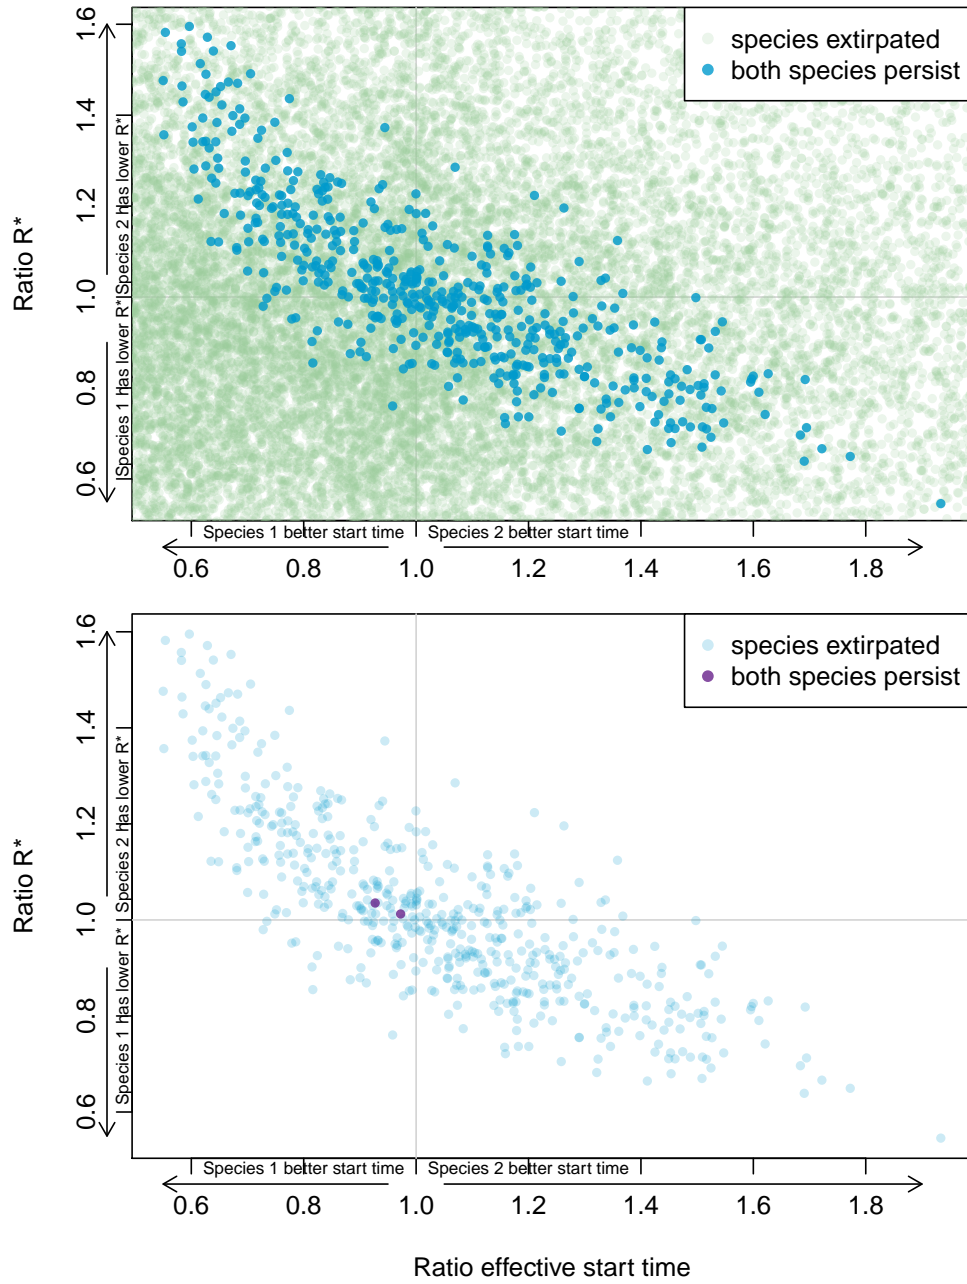 species extirpated
both species persist
1.6
1.4
1.2
1.0
0.8
0.6
Ratio R*
|Species 1 has lower R*|Species 2 has lower R*|
Species 1 better start time
Species 2 better start time
0.6 0.8 1.0 1.2 1.4 1.6 1.8
species extirpated
both species persist
1.6
1.4
1.2
1.0
0.8
0.6
Ratio R*
|Species 1 has lower R*| Species 2 has lower R*|
Species 1 better start time
Species 2 better start time
0.6 0.8 1.0 1.2 1.4 1.6 1.8
Ratio effective start time